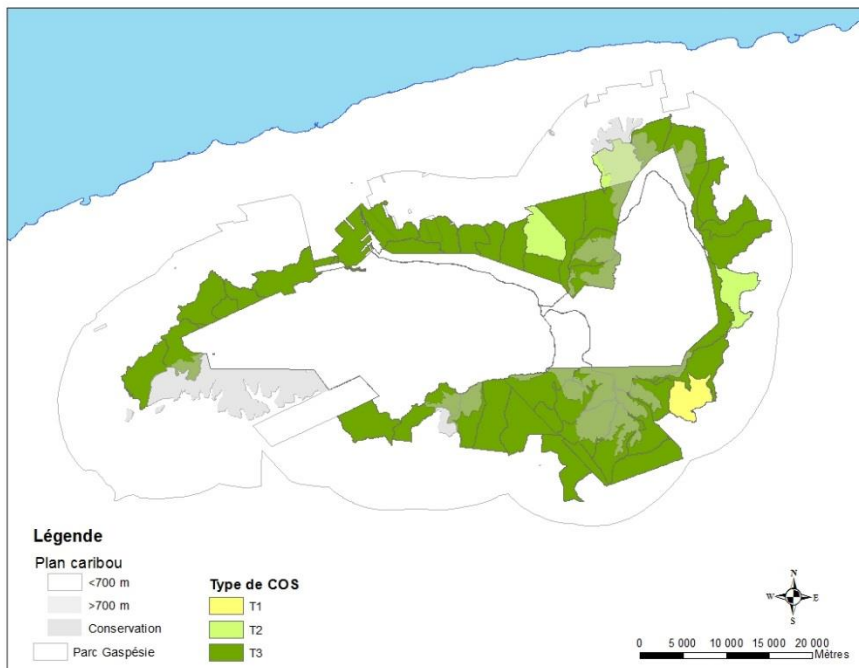 Légende
Plan caribou
<700 m
>700 m
Conservation
Parc Gaspésie
Type de COS
T1
T2
T3
N
W E
S
0 5 000 10 000 15 000 20 000
Mètres